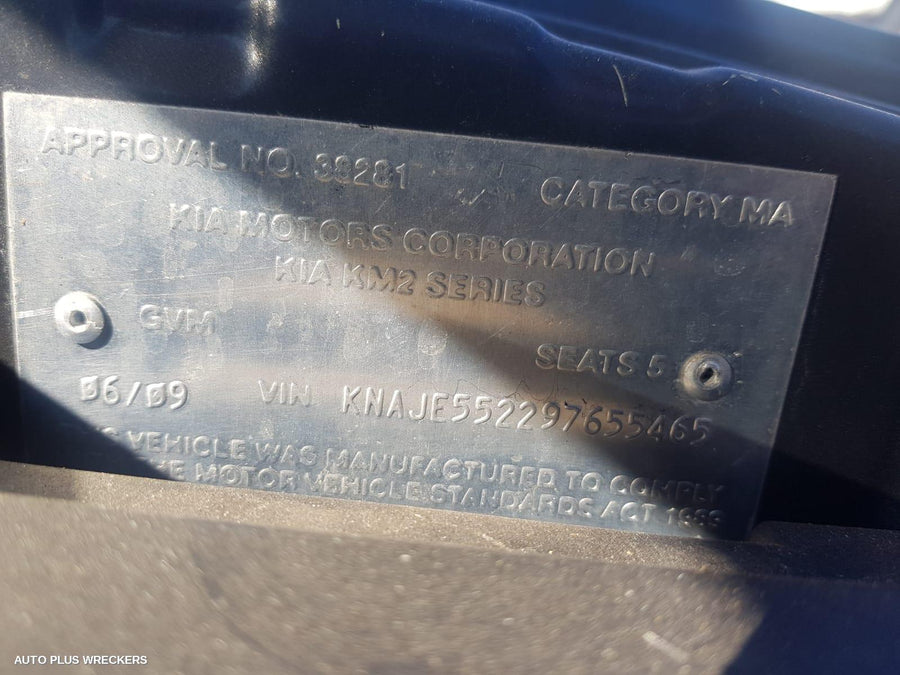 APPROVAL NO. 38281
CATEGORY MA
KIA MOTORS CORPORATION
KIA KM2 SERIES
GVM
SEATS 5
06/09 VIN KNAJE552297655465
VEHICLE WAS MANUFACTURED TO COMPLY
MOTOR VEHICLE STANDARDS ACT 1989
AUTO PLUS WRECKERS